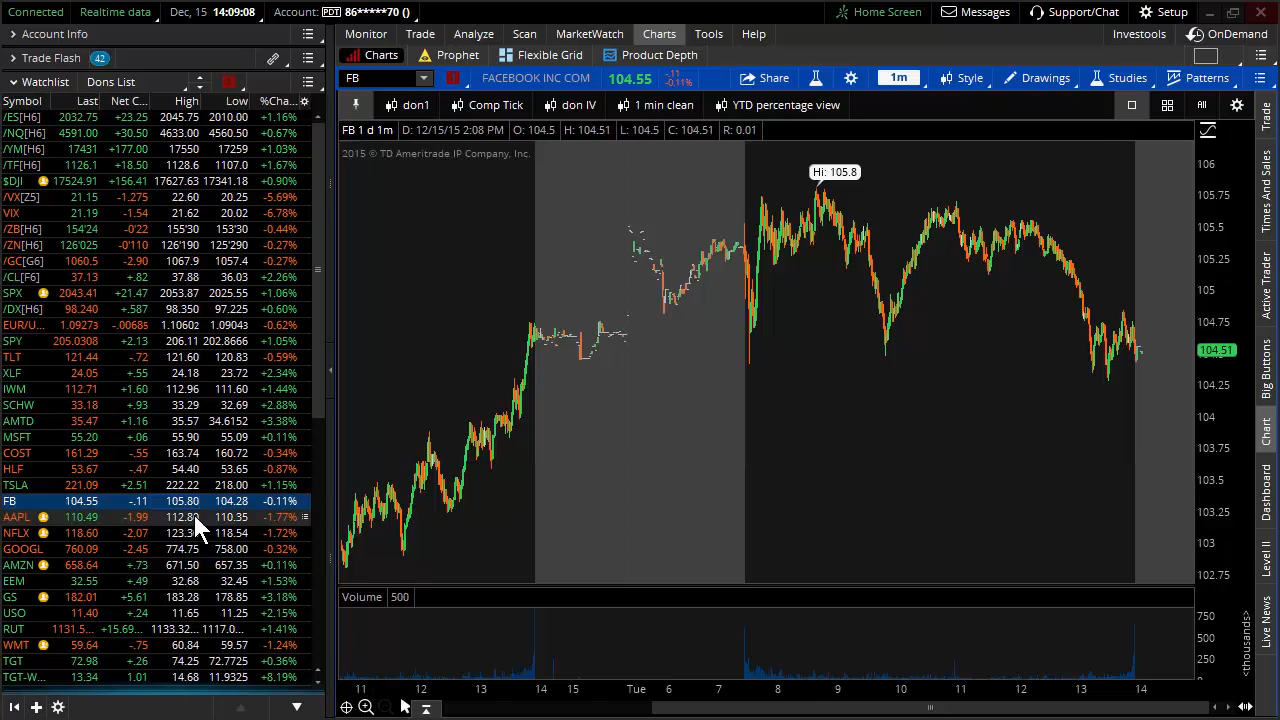 Connected Realtime data Dec, 15 14:09:08 Account: PDT 86*****70 () Home Screen Messages Support/Chat Setup
Account Info
Monitor Trade Analyze Scan MarketWatch Charts Tools Help Investools OnDemand
Trade Flash 42
Charts Prophet Flexible Grid Product Depth
Watchlist Dons List
FB FACEBOOK INC COM 104.55 -.11 -0.11% Share 1m Style Drawings Studies Patterns
Symbol Last Net C... High Low %Cha...
don1 Comp Tick don IV 1 min clean YTD percentage view All
FB 1 d 1m D: 12/15/15 2:08 PM O: 104.5 H: 104.51 L: 104.5 C: 104.51 R: 0.01
2015 © TD Ameritrade IP Company, Inc.
Hi: 105.8
/ES[H6] 2032.75 +23.25 2045.75 2010.00 +1.16%
/NQ[H6] 4591.00 +30.50 4633.00 4560.50 +0.67%
/YM[H6] 17431 +177.00 17550 17259 +1.03%
/TF[H6] 1126.1 +18.50 1128.6 1107.0 +1.67%
$DJI 17524.91 +156.41 17627.63 17341.18 +0.90%
/VX[Z5] 21.15 -1.275 22.60 20.25 -5.69%
VIX 21.19 -1.54 21.62 20.02 -6.78%
/ZB[H6] 154'24 -0'22 155'30 153'30 -0.44%
/ZN[H6] 126'025 -0'110 126'190 125'290 -0.27%
/GC[G6] 1060.5 -2.90 1067.9 1057.4 -0.27%
/CL[F6] 37.13 +.82 37.88 36.03 +2.26%
SPX 2043.41 +21.47 2053.87 2025.55 +1.06%
/DX[H6] 98.240 +.587 98.350 97.225 +0.60%
EUR/U... 1.09273 -.00685 1.10602 1.09043 -0.62%
SPY 205.0308 +2.13 206.11 202.8666 +1.05%
TLT 121.44 -.72 121.60 120.83 -0.59%
XLF 24.05 +.55 24.18 23.72 +2.34%
IWM 112.71 +1.60 112.96 111.60 +1.44%
SCHW 33.18 +.93 33.29 32.69 +2.88%
AMTD 35.47 +1.16 35.57 34.6152 +3.38%
MSFT 55.20 +.06 55.90 55.09 +0.11%
COST 161.29 -.55 163.74 160.72 -0.34%
HLF 53.67 -.47 54.40 53.65 -0.87%
TSLA 221.09 +2.51 222.22 218.00 +1.15%
FB 104.55 -.11 105.80 104.28 -0.11%
AAPL 110.49 -1.99 110.35 -1.77%
NFLX 118.60 -2.07 118.54 -1.72%
GOOGL 760.09 -2.45 774.75 758.00 -0.32%
AMZN 658.64 +.73 671.50 657.35 +0.11%
EEM 32.55 +.49 32.68 32.45 +1.53%
GS 182.01 +5.61 183.28 178.85 +3.18%
USO 11.40 +.24 11.65 11.25 +2.15%
RUT 1131.5... +15.69... 1133.32... 1117.0... +1.41%
WMT 59.64 -.75 60.84 59.57 -1.24%
TGT 72.98 +.26 74.25 72.7725 +0.36%
TGT-W... 13.34 1.01 14.68 11.9325 +8.19%
106
105.75
105.5
105.25
105
104.75
104.51
104.25
104
103.75
103.5
103.25
103
102.75
Volume 500
750
500
250
<thousands>
11 12 13 14 15 Tue 6 7 8 9 10 11 12 13 14
Trade
Times And Sales
Active Trader
Big Buttons
Chart
Dashboard
Level II
Live News